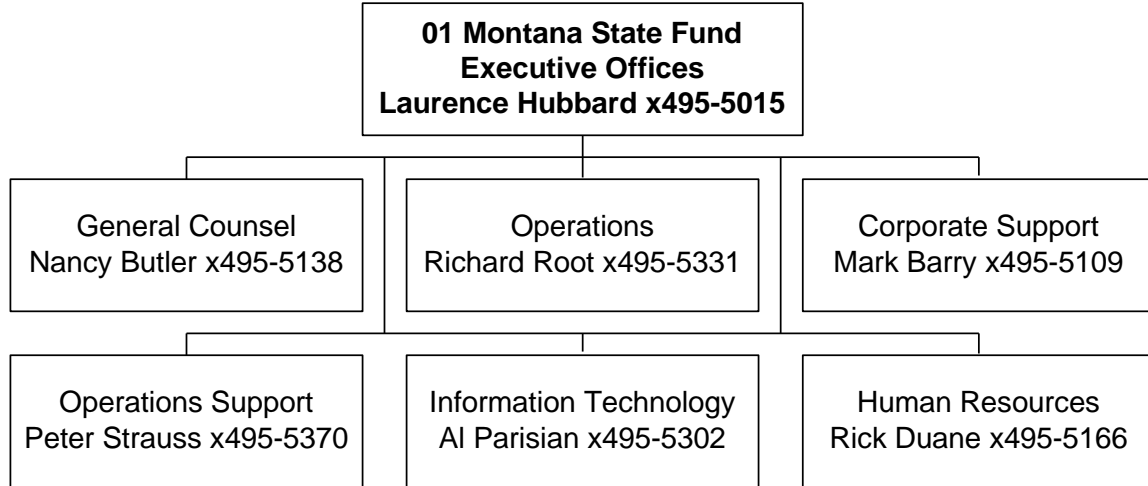 01 Montana State Fund
Executive Offices
Laurence Hubbard x495-5015
General Counsel
Nancy Butler x495-5138
Operations
Richard Root x495-5331
Corporate Support
Mark Barry x495-5109
Operations Support
Peter Strauss x495-5370
Information Technology
Al Parisian x495-5302
Human Resources
Rick Duane x495-5166